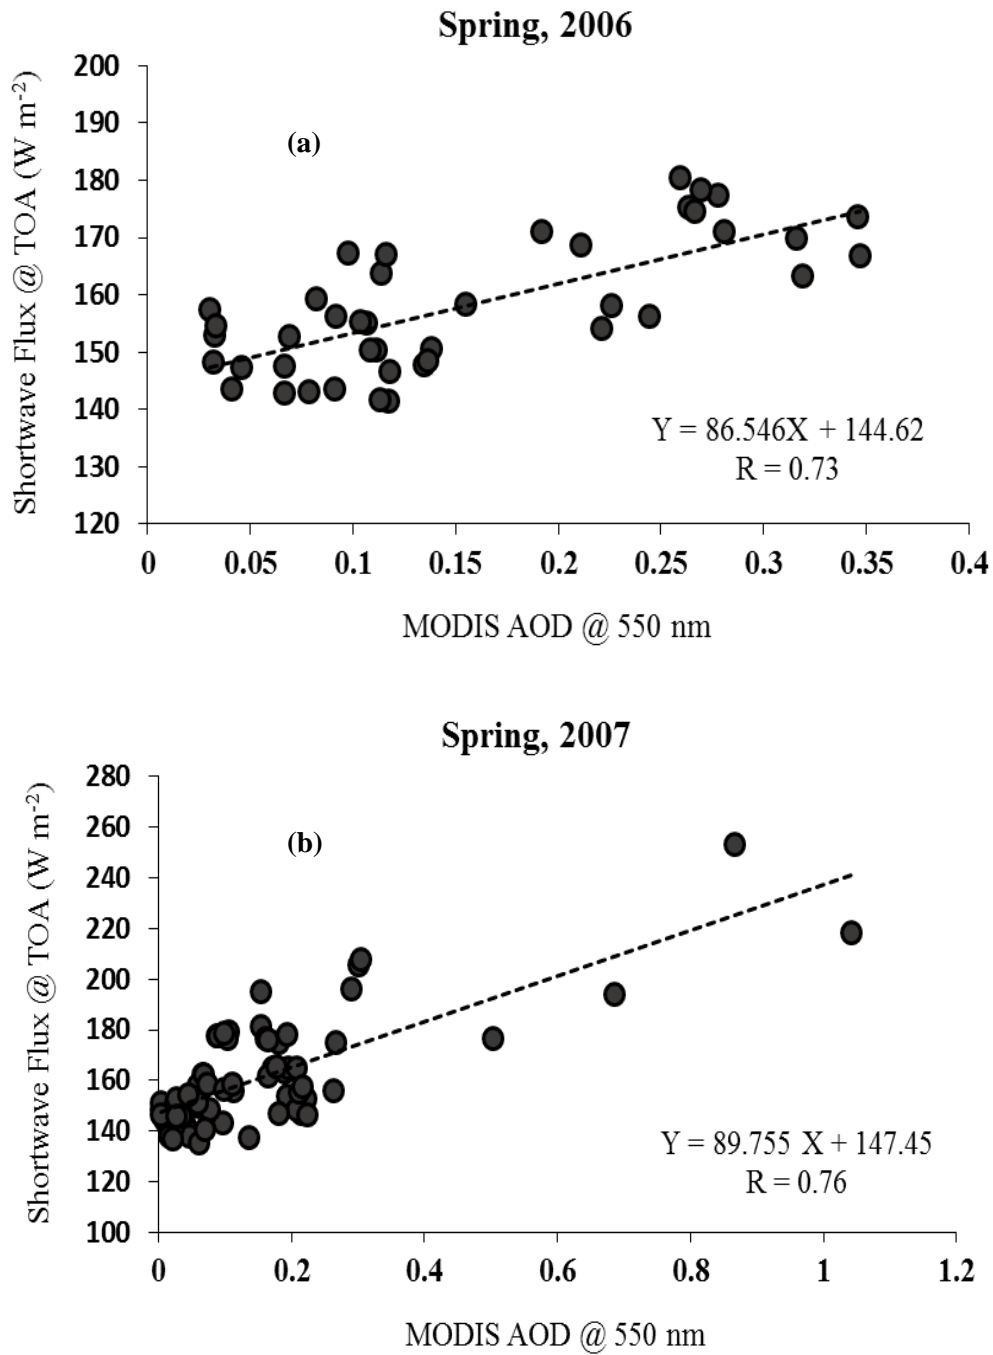 Spring, 2006
Shortwave Flux @ TOA (W m-2)
200
190
180
170
160
150
140
130
120
(a)
Y = 86.546X + 144.62
R = 0.73
0 0.05 0.1 0.15 0.2 0.25 0.3 0.35 0.4
MODIS AOD @ 550 nm
Spring, 2007
Shortwave Flux @ TOA (W m-2)
280
260
240
220
200
180
160
140
120
100
(b)
Y = 89.755 X + 147.45
R = 0.76
0 0.2 0.4 0.6 0.8 1 1.2
MODIS AOD @ 550 nm